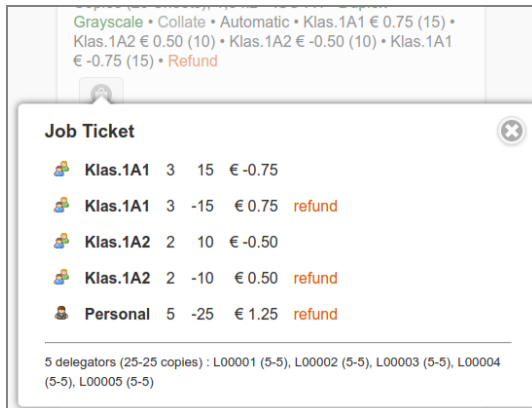 Grayscale • Collate • Automatic • Klas.1A1 € 0.75 (15) •
Klas.1A2 € 0.50 (10) • Klas.1A2 € -0.50 (10) • Klas.1A1
€ -0.75 (15) • Refund
Job Ticket
Klas.1A1 3 15 € -0.75
Klas.1A1 3 -15 € 0.75 refund
Klas.1A2 2 10 € -0.50
Klas.1A2 2 -10 € 0.50 refund
Personal 5 -25 € 1.25 refund
5 delegators (25-25 copies) : L00001 (5-5), L00002 (5-5), L00003 (5-5), L00004
(5-5), L00005 (5-5)